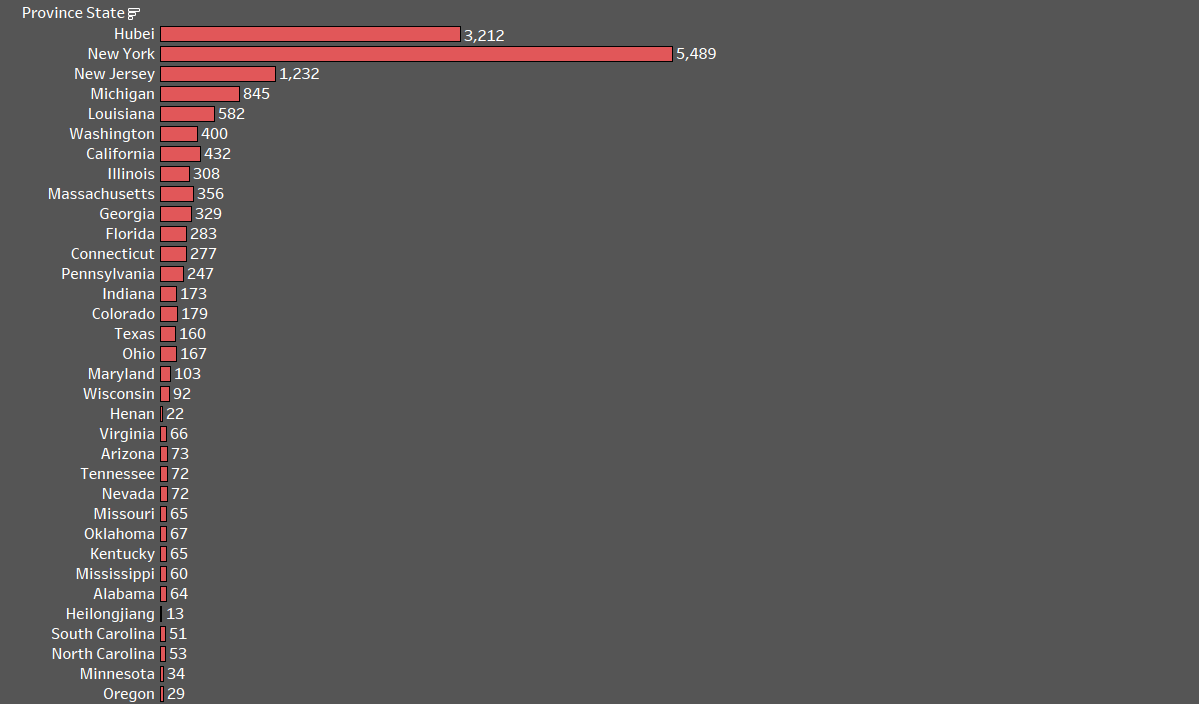 Province State
Hubei 3,212
New York 5,489
New Jersey 1,232
Michigan 845
Louisiana 582
Washington 400
California 432
Illinois 308
Massachusetts 356
Georgia 329
Florida 283
Connecticut 277
Pennsylvania 247
Indiana 173
Colorado 179
Texas 160
Ohio 167
Maryland 103
Wisconsin 92
Henan 22
Virginia 66
Arizona 73
Tennessee 72
Nevada 72
Missouri 65
Oklahoma 67
Kentucky 65
Mississippi 60
Alabama 64
Heilongjiang 13
South Carolina 51
North Carolina 53
Minnesota 34
Oregon 29